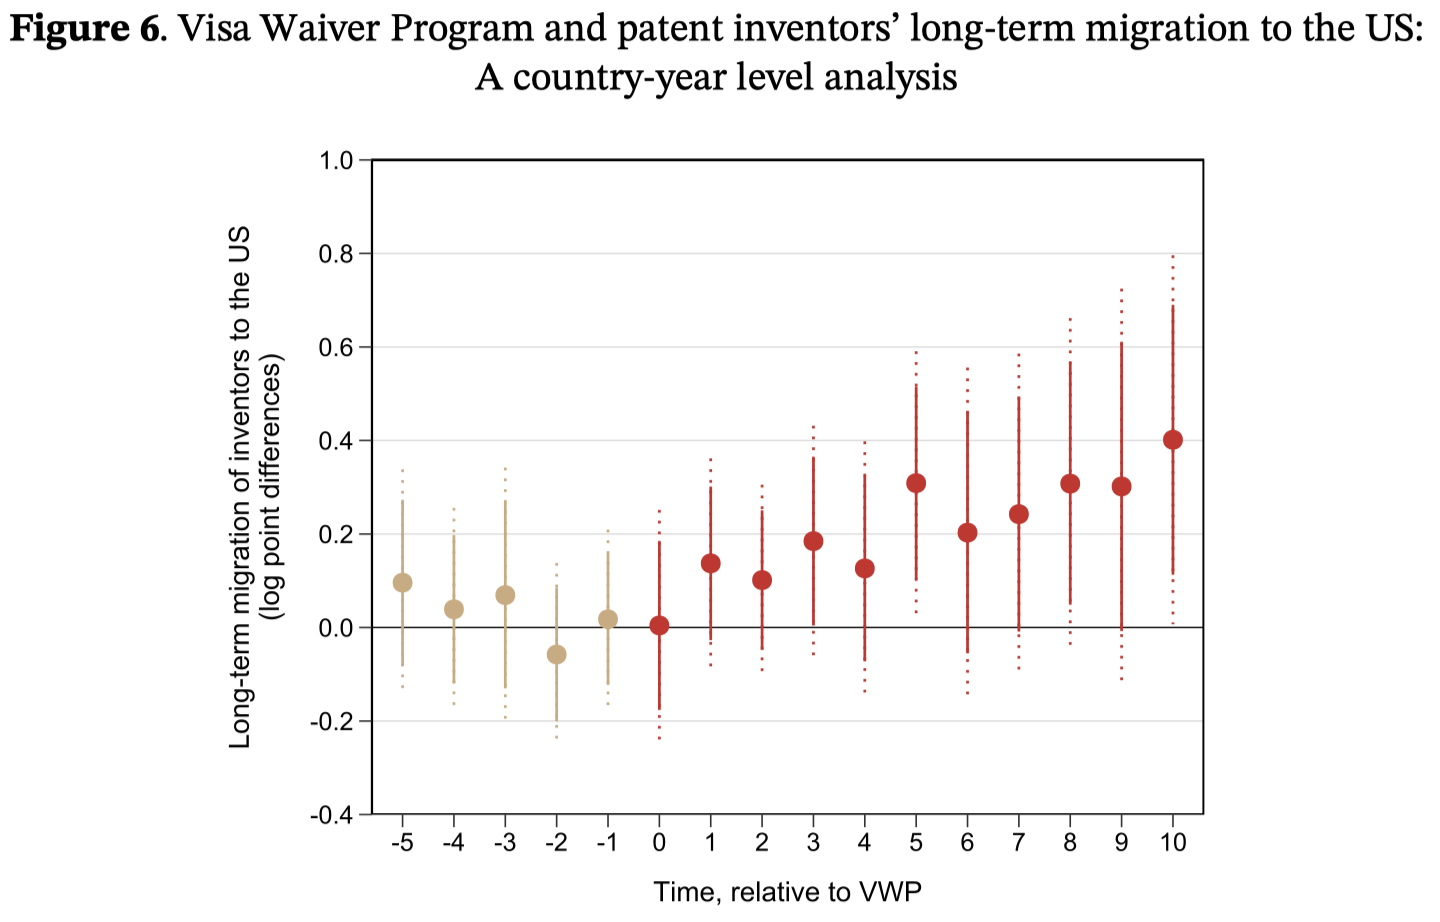 Figure 6. Visa Waiver Program and patent inventors’ long-term migration to the US:
A country-year level analysis
Long-term migration of inventors to the US
(log point differences)
1.0
0.8
0.6
0.4
0.2
0.0
-0.2
-0.4
-5 -4 -3 -2 -1 0 1 2 3 4 5 6 7 8 9 10
Time, relative to VWP